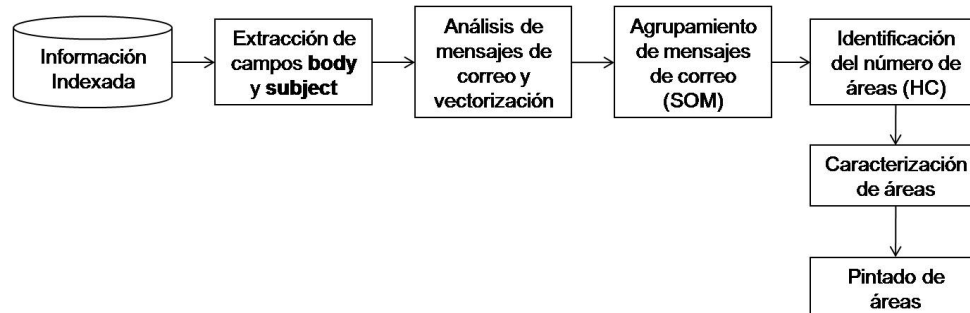 Información
Indexada
Extracción de
campos body
y subject
Análisis de
mensajes de
correo y
vectorización
Agrupamiento
de mensajes
de correo
(SOM)
Identificación
del número de
áreas (HC)
Caracterización
de áreas
Pintado de
áreas